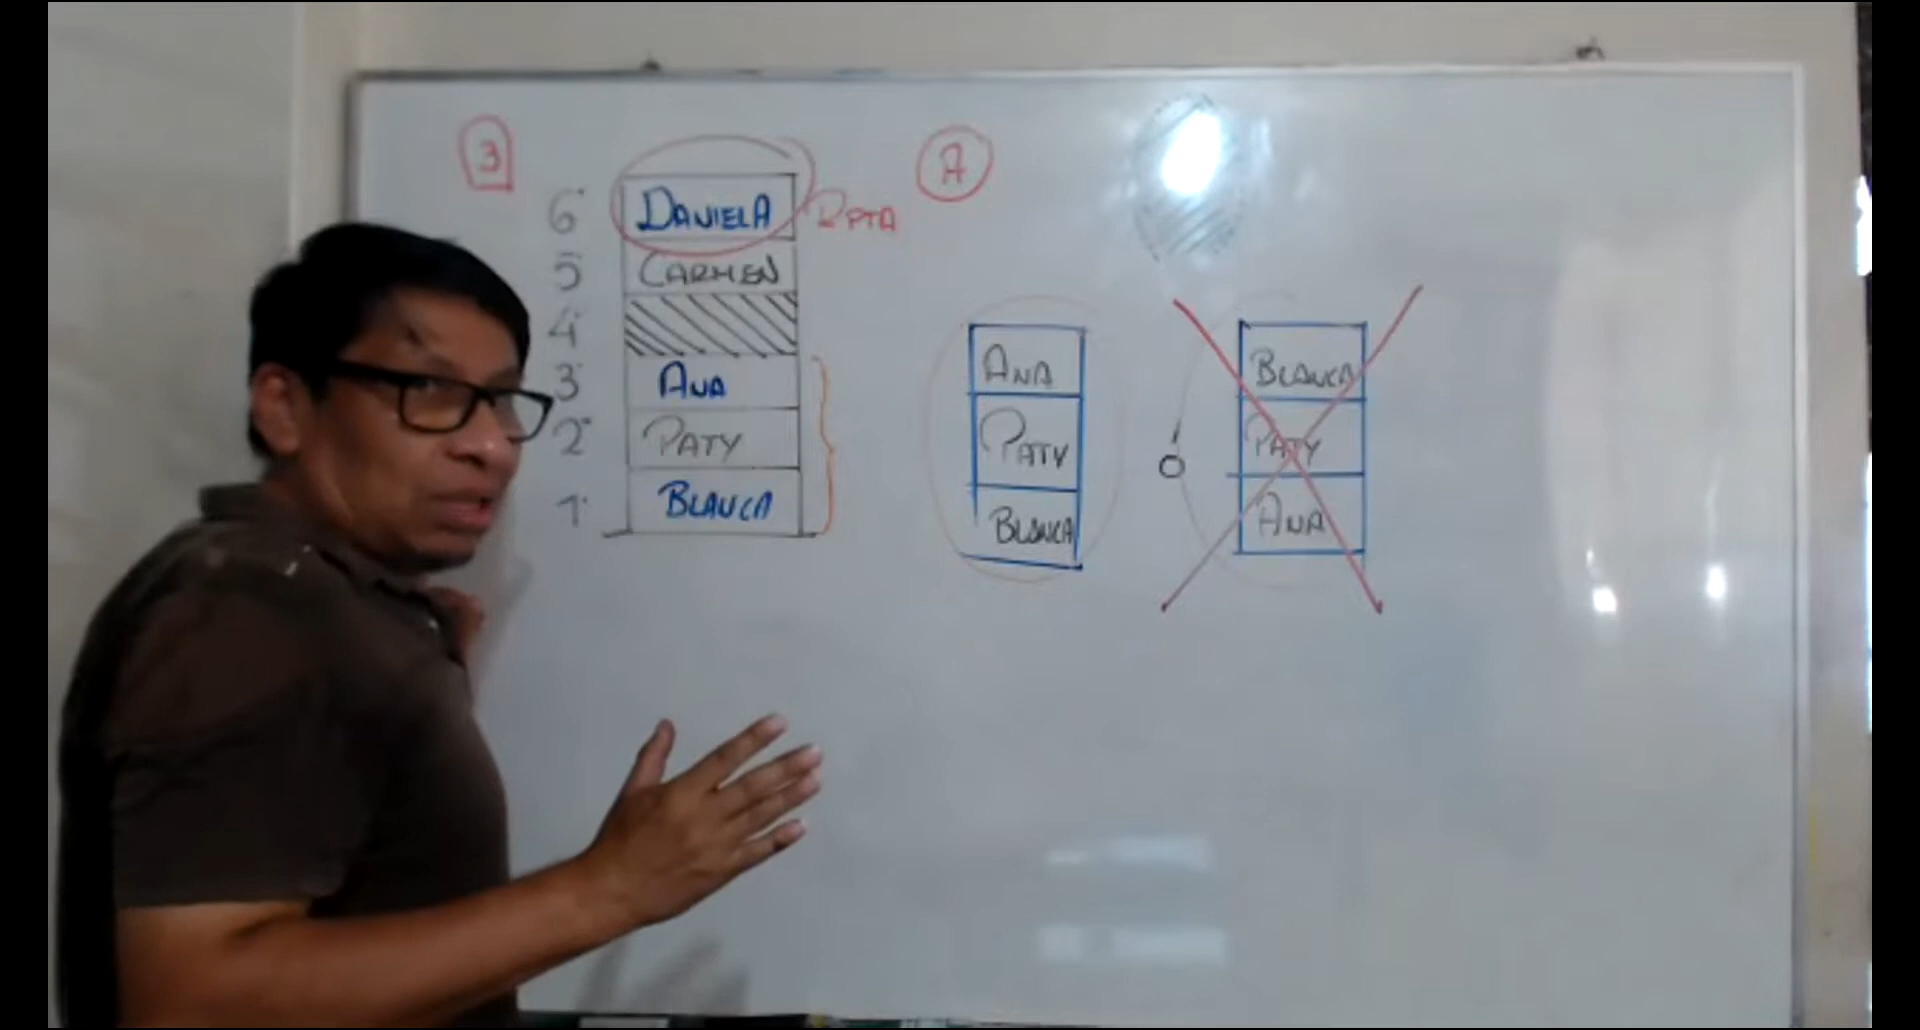 3
6° DANIELA RPTA
5° CARMEN
4°
3° ANA
2° PATY
1° BLANCA
A
ANA
PATY
BLANCA
O
BLANCA
PATY
ANA